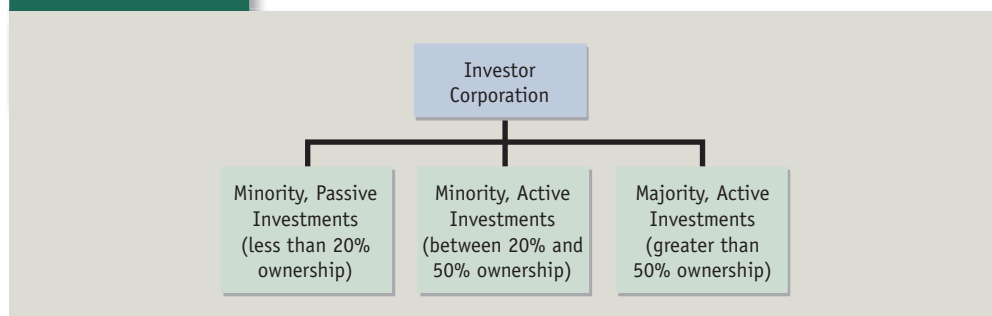 Investor
Corporation
Minority, Passive
Investments
(less than 20%
ownership)
Minority, Active
Investments
(between 20% and
50% ownership)
Majority, Active
Investments
(greater than
50% ownership)